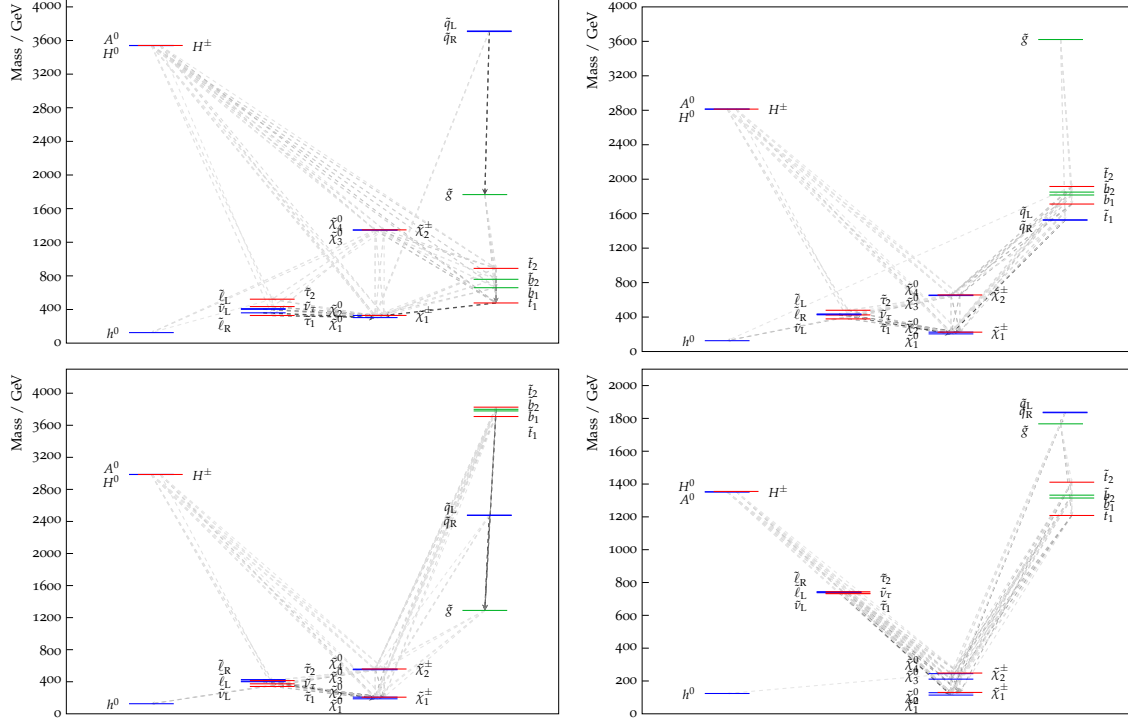 Mass / GeV
3600
3200
2800
2400
2000
1600
1200
800
400
0
A⁰
H⁰
H±
h⁰
q̃L
q̃R
g̃
χ̃⁰4
χ̃⁰3
χ̃±2
t̃2
b̃2
b̃1
t̃1
ℓ̃L
ν̃L
ℓ̃R
τ̃2
ν̃τ
τ̃1
χ̃⁰2
χ̃⁰1
χ̃±1
Mass / GeV
3600
3200
2800
2400
2000
1600
1200
800
400
0
A⁰
H⁰
H±
h⁰
g̃
t̃2
b̃2
b̃1
t̃1
q̃L
q̃R
ℓ̃L
ℓ̃R
ν̃L
τ̃2
ν̃τ
τ̃1
χ̃⁰4
χ̃⁰3
χ̃±2
χ̃⁰2
χ̃⁰1
χ̃±1
Mass / GeV
4000
3600
3200
2800
2400
2000
1600
1200
800
400
0
A⁰
H⁰
H±
h⁰
t̃2
b̃2
b̃1
t̃1
q̃L
q̃R
g̃
ℓ̃R
ℓ̃L
ν̃L
τ̃2
ν̃τ
τ̃1
χ̃⁰4
χ̃⁰3
χ̃±2
χ̃⁰2
χ̃⁰1
χ̃±1
Mass / GeV
2000
1800
1600
1400
1200
1000
800
600
400
200
0
H⁰
A⁰
H±
h⁰
q̃L
q̃R
g̃
t̃2
b̃2
b̃1
t̃1
ℓ̃R
ℓ̃L
ν̃L
τ̃2
ν̃τ
τ̃1
χ̃⁰4
χ̃⁰3
χ̃±2
χ̃⁰2
χ̃⁰1
χ̃±1